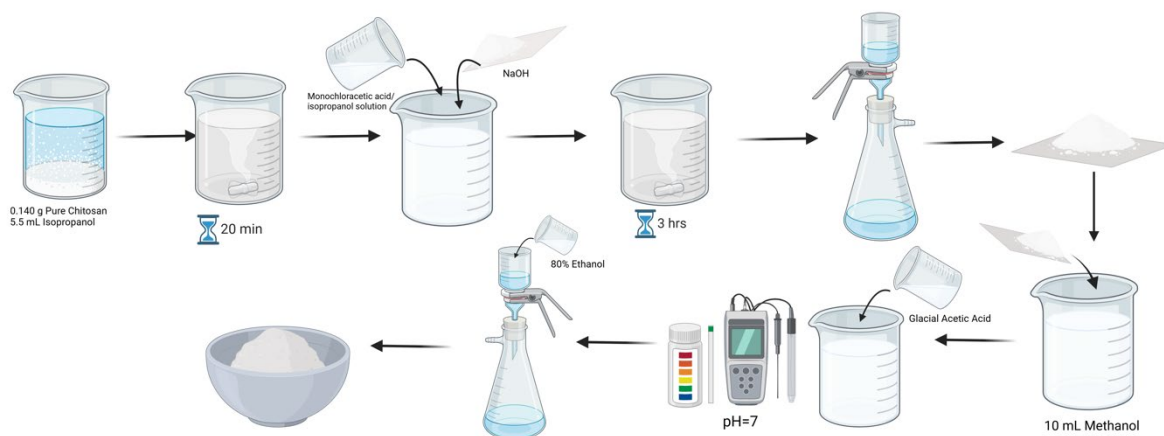 Monochloracetic acid/
isopropanol solution
NaOH
0.140 g Pure Chitosan
5.5 mL Isopropanol
20 min
3 hrs
80% Ethanol
Glacial Acetic Acid
pH=7
10 mL Methanol